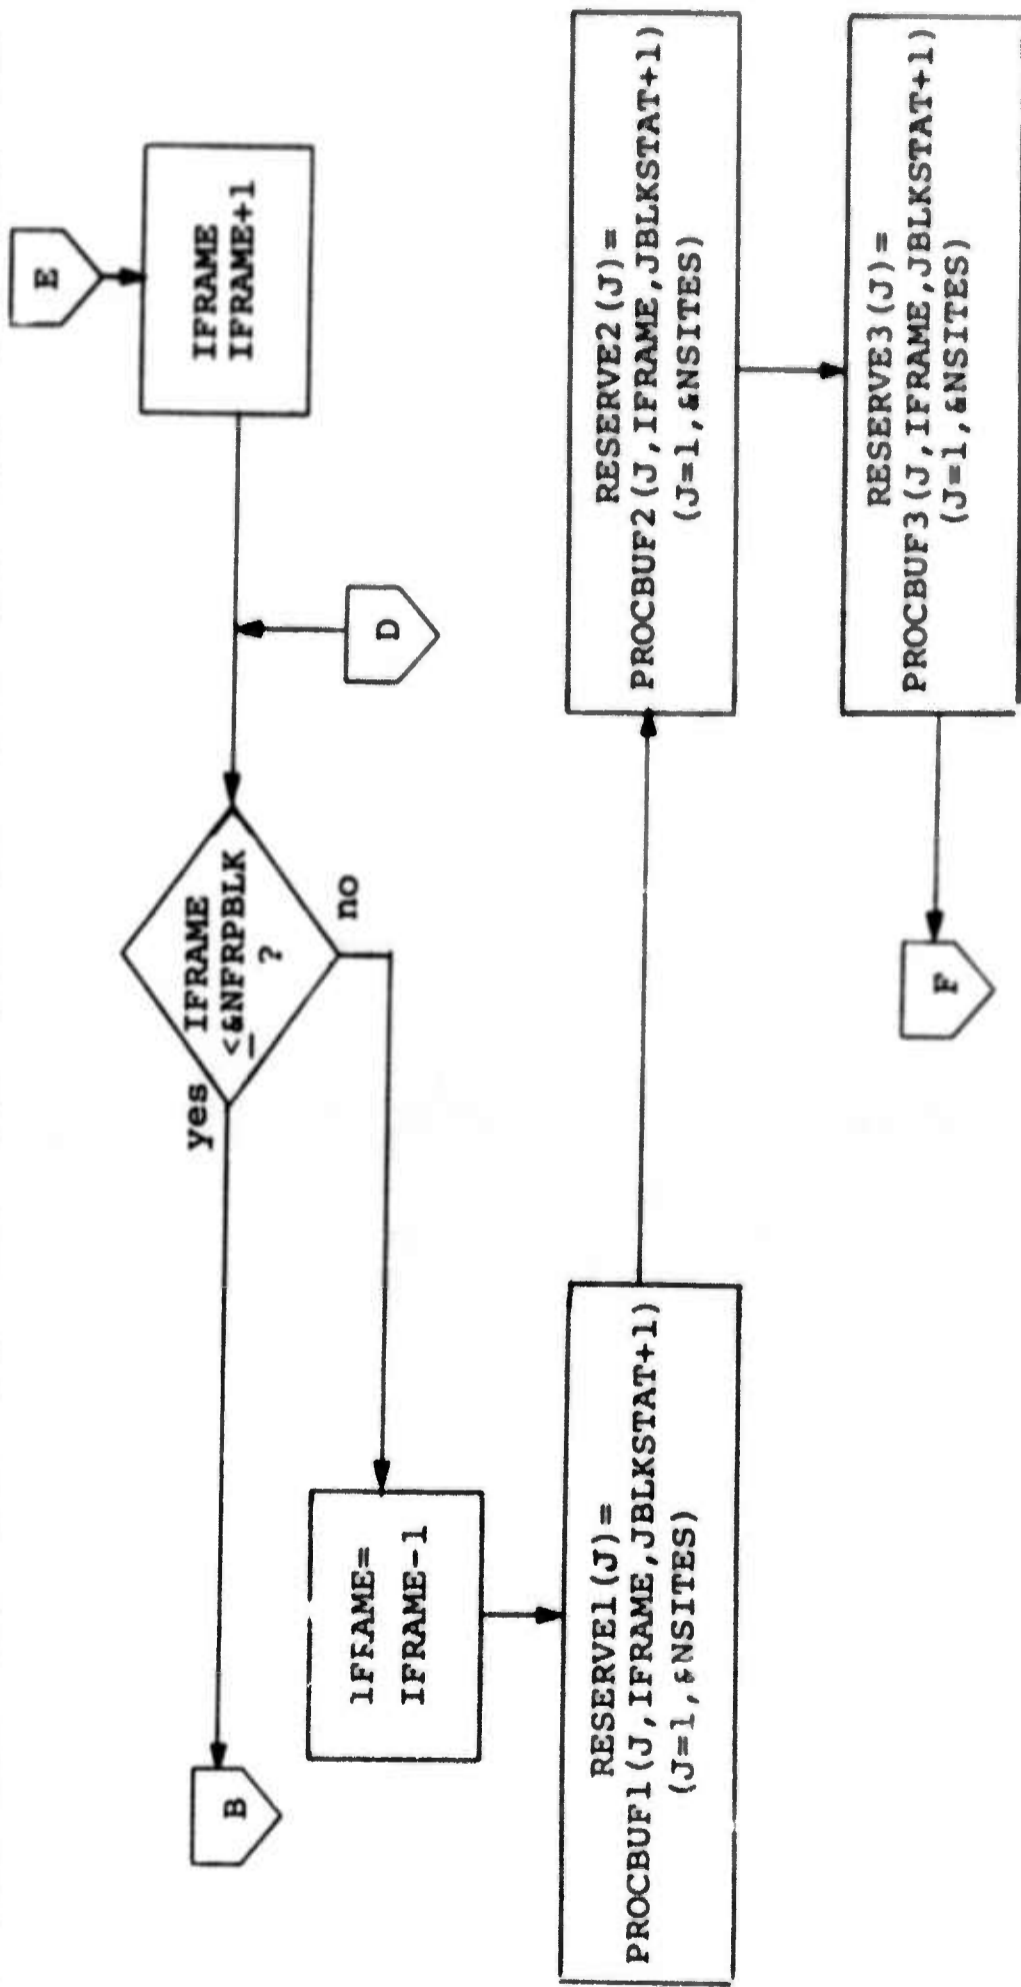 E
IFRAME
IFRAME+1
D
IFRAME
<&NFRPBLK
?
yes
no
B
IFRAME=
IFRAME-1
RESERVE1(J)=
PROCBUF1(J,IFRAME,JBLKSTAT+1)
(J=1,&NSITES)
RESERVE2(J)=
PROCBUF2(J,IFRAME,JBLKSTAT+1)
(J=1,&NSITES)
RESERVE3(J)=
PROCBUF3(J,IFRAME,JBLKSTAT+1)
(J=1,&NSITES)
F